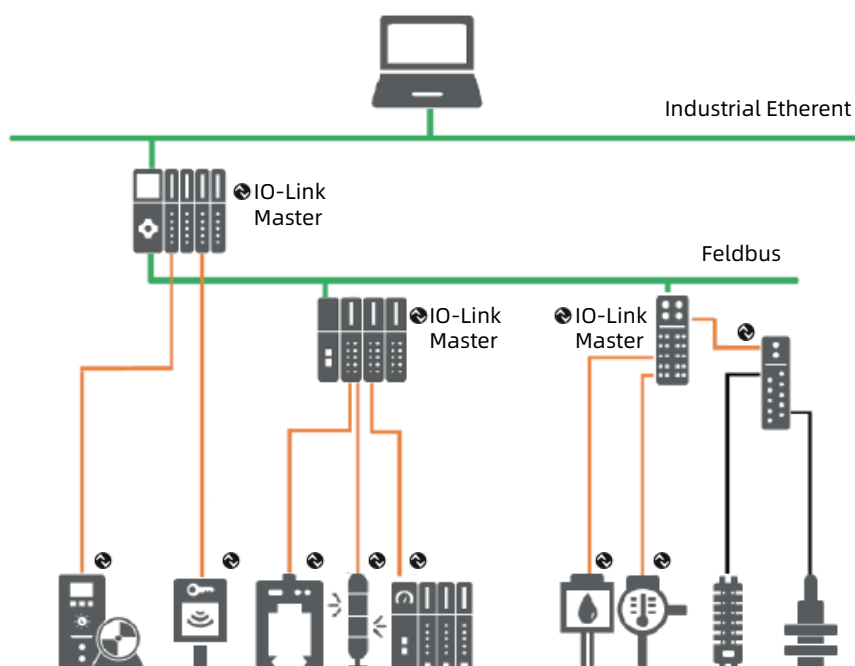 Industrial Etherent
IO-Link
Master
Feldbus
IO-Link
Master
IO-Link
Master